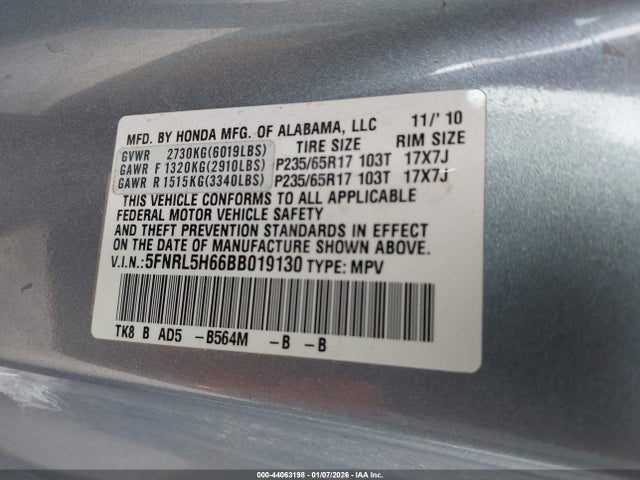 MFD. BY HONDA MFG. OF ALABAMA, LLC 11/' 10
TIRE SIZE RIM SIZE
GVWR 2730KG(6019LBS)
GAWR F 1320KG(2910LBS) P235/65R17 103T 17X7J
GAWR R 1515KG(3340LBS) P235/65R17 103T 17X7J
THIS VEHICLE CONFORMS TO ALL APPLICABLE
FEDERAL MOTOR VEHICLE SAFETY
AND THEFT PREVENTION STANDARDS IN EFFECT
ON THE DATE OF MANUFACTURE SHOWN ABOVE.
V.I.N.:5FNRL5H66BB019130 TYPE: MPV
TK8 B AD5 -B564M -B -B
000-44063198 - 01/07/2026 - IAA Inc.